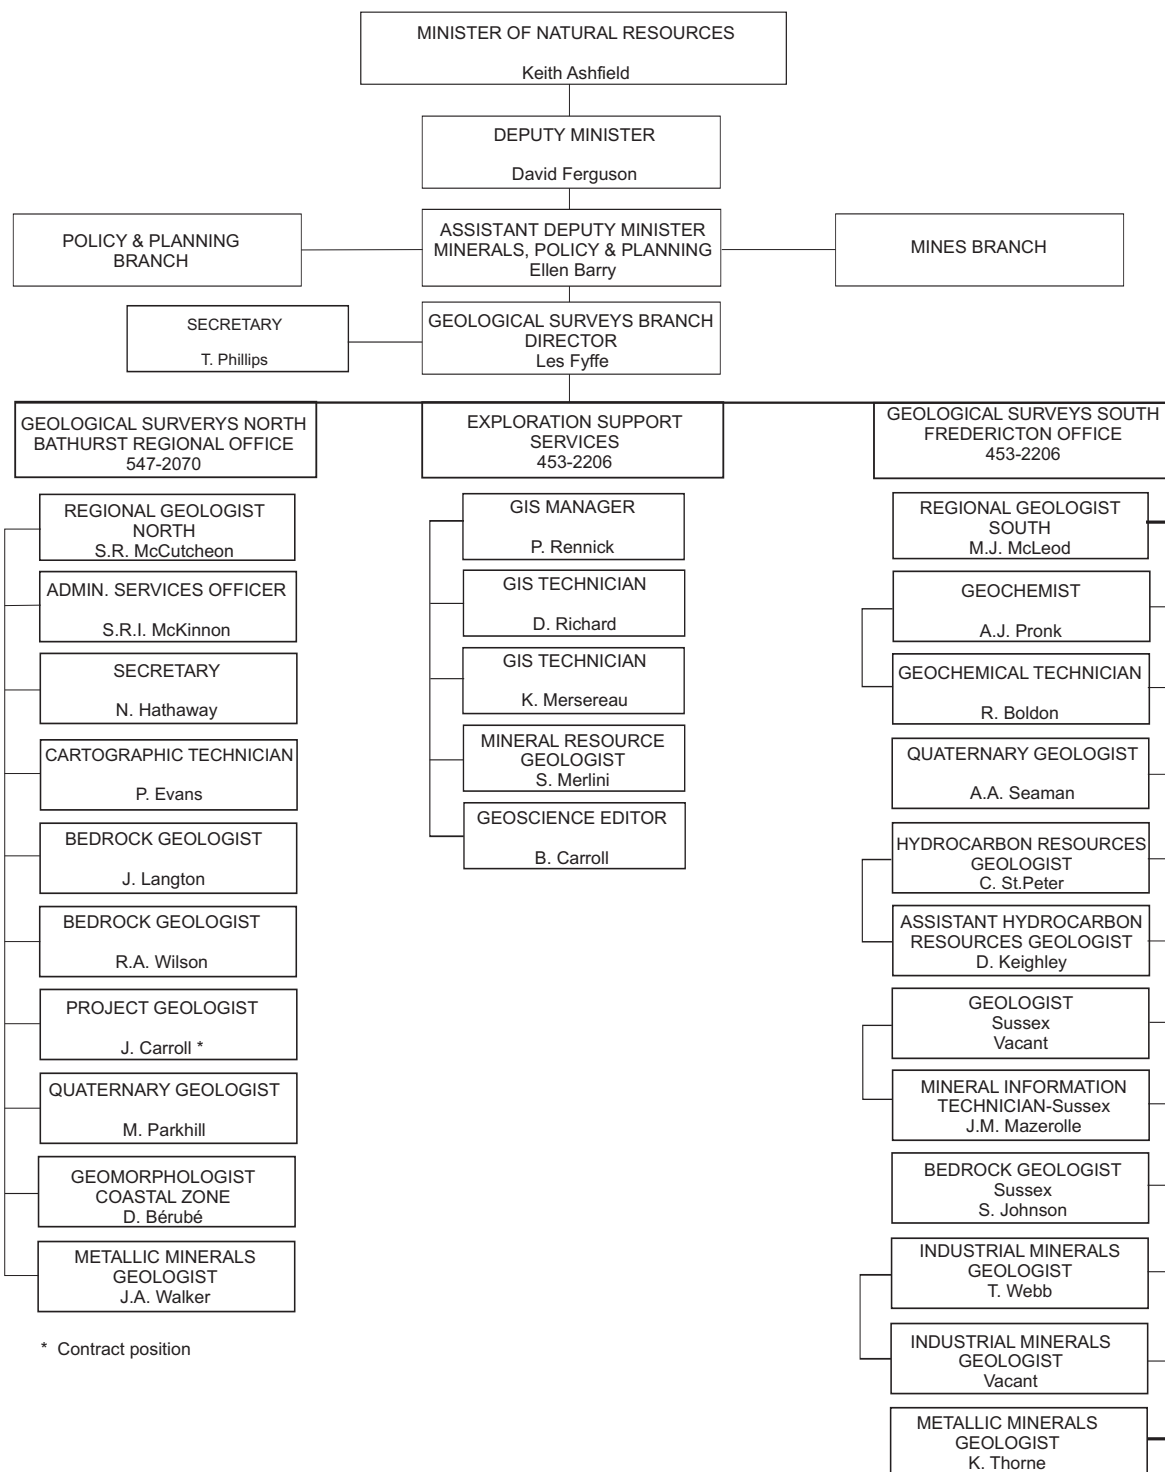 MINISTER OF NATURAL RESOURCES
Keith Ashfield
DEPUTY MINISTER
David Ferguson
POLICY & PLANNING
BRANCH
ASSISTANT DEPUTY MINISTER
MINERALS, POLICY & PLANNING
Ellen Barry
MINES BRANCH
SECRETARY
T. Phillips
GEOLOGICAL SURVEYS BRANCH
DIRECTOR
Les Fyffe
GEOLOGICAL SURVERYS NORTH
BATHURST REGIONAL OFFICE
547-2070
REGIONAL GEOLOGIST
NORTH
S.R. McCutcheon
ADMIN. SERVICES OFFICER
S.R.I. McKinnon
SECRETARY
N. Hathaway
CARTOGRAPHIC TECHNICIAN
P. Evans
BEDROCK GEOLOGIST
J. Langton
BEDROCK GEOLOGIST
R.A. Wilson
PROJECT GEOLOGIST
J. Carroll *
QUATERNARY GEOLOGIST
M. Parkhill
GEOMORPHOLOGIST
COASTAL ZONE
D. Bérubé
METALLIC MINERALS
GEOLOGIST
J.A. Walker
* Contract position
EXPLORATION SUPPORT
SERVICES
453-2206
GIS MANAGER
P. Rennick
GIS TECHNICIAN
D. Richard
GIS TECHNICIAN
K. Mersereau
MINERAL RESOURCE
GEOLOGIST
S. Merlini
GEOSCIENCE EDITOR
B. Carroll
GEOLOGICAL SURVEYS SOUTH
FREDERICTON OFFICE
453-2206
REGIONAL GEOLOGIST
SOUTH
M.J. McLeod
GEOCHEMIST
A.J. Pronk
GEOCHEMICAL TECHNICIAN
R. Boldon
QUATERNARY GEOLOGIST
A.A. Seaman
HYDROCARBON RESOURCES
GEOLOGIST
C. St.Peter
ASSISTANT HYDROCARBON
RESOURCES GEOLOGIST
D. Keighley
GEOLOGIST
Sussex
Vacant
MINERAL INFORMATION
TECHNICIAN-Sussex
J.M. Mazerolle
BEDROCK GEOLOGIST
Sussex
S. Johnson
INDUSTRIAL MINERALS
GEOLOGIST
T. Webb
INDUSTRIAL MINERALS
GEOLOGIST
Vacant
METALLIC MINERALS
GEOLOGIST
K. Thorne